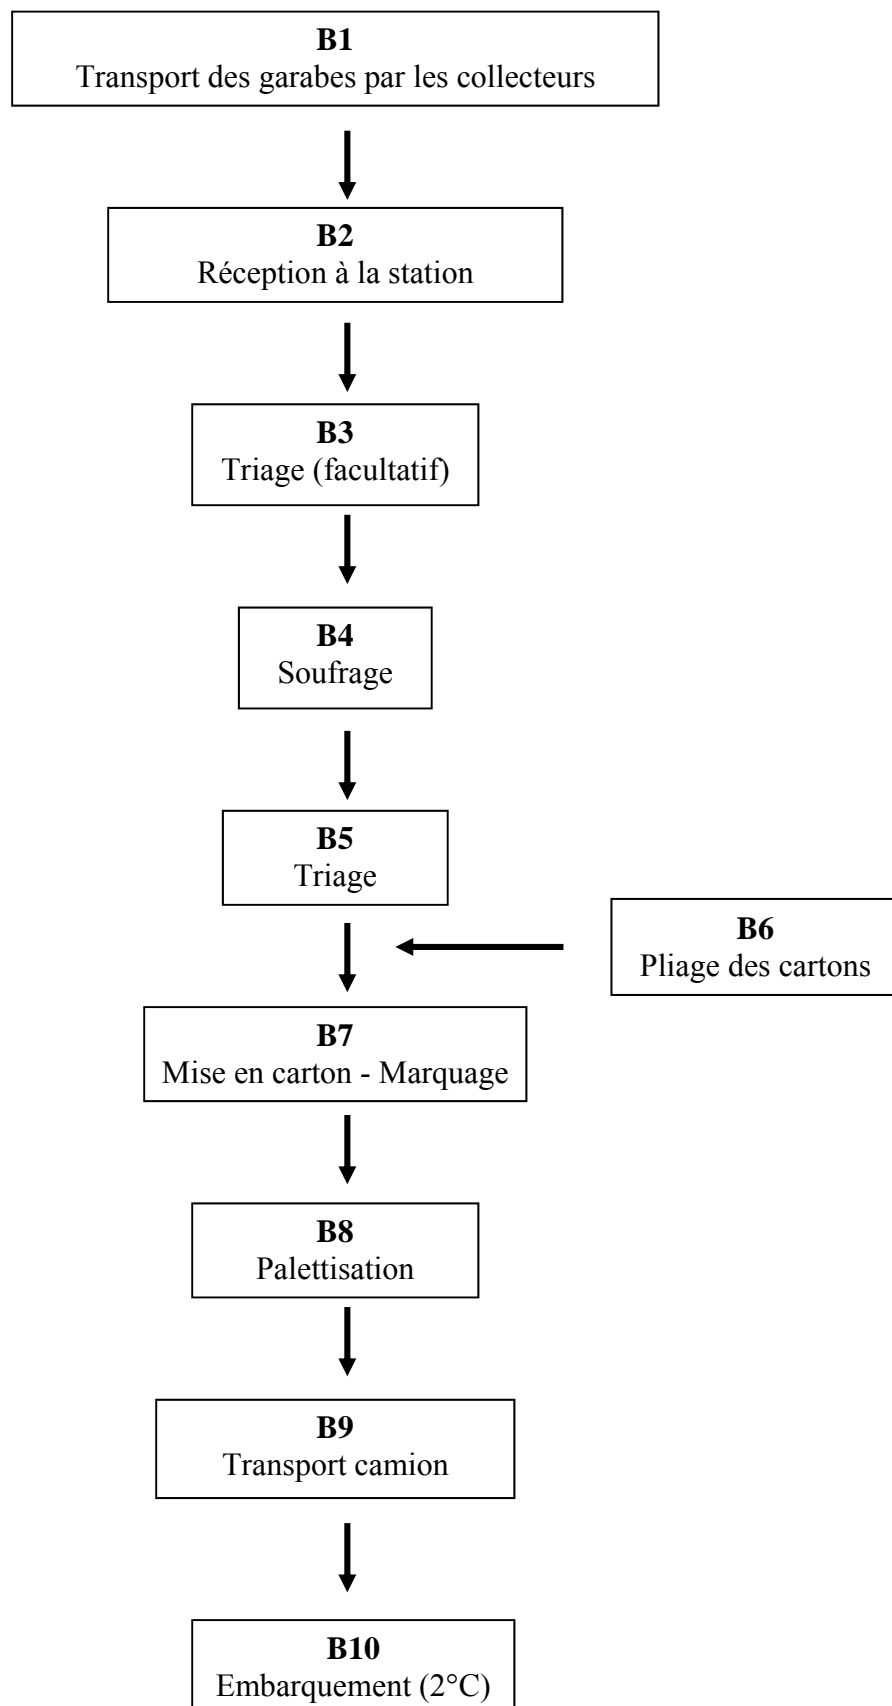 B1
Transport des garabes par les collecteurs
B2
Réception à la station
B3
Triage (facultatif)
B4
Soufrage
B5
Triage
B6
Pliage des cartons
B7
Mise en carton - Marquage
B8
Palettisation
B9
Transport camion
B10
Embarquement (2°C)